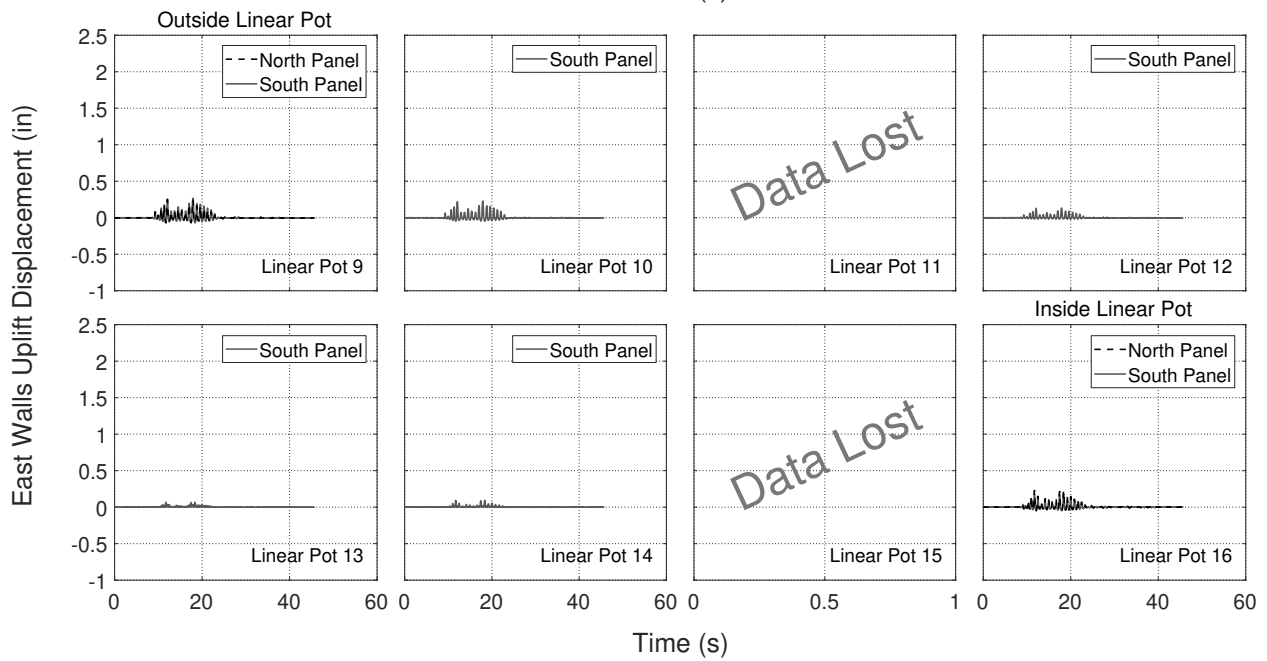 (s)
Outside Linear Pot
East Walls Uplift Displacement (in)
2.5
2
1.5
1
0.5
0
-0.5
-1
North Panel
South Panel
Linear Pot 9
South Panel
Linear Pot 10
Data Lost
Linear Pot 11
South Panel
Linear Pot 12
Inside Linear Pot
2.5
2
1.5
1
0.5
0
-0.5
-1
South Panel
Linear Pot 13
South Panel
Linear Pot 14
Data Lost
Linear Pot 15
North Panel
South Panel
Linear Pot 16
0 20 40 60
0 20 40 60
0 0.5 1
0 20 40 60
Time (s)